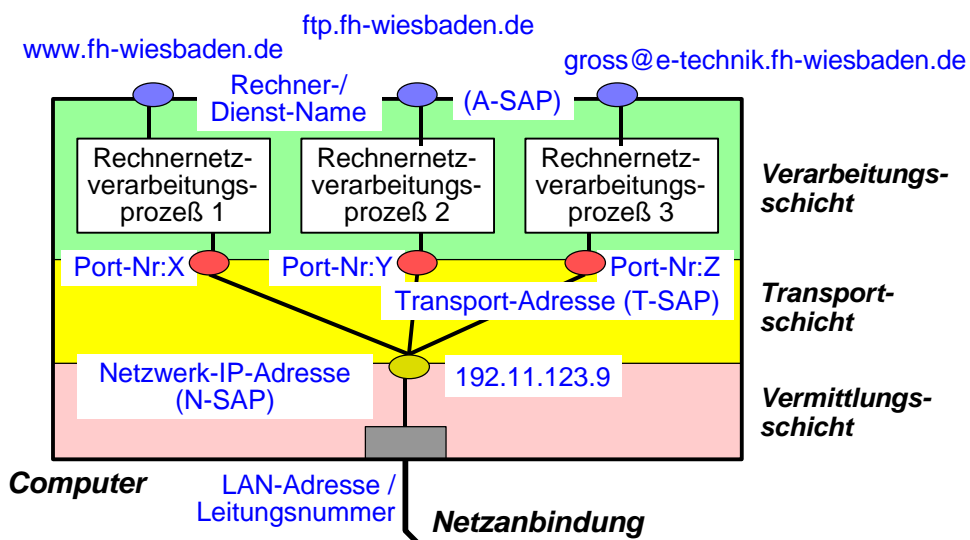 ftp.fh-wiesbaden.de
www.fh-wiesbaden.de
gross@e-technik.fh-wiesbaden.de
Rechner-/
Dienst-Name
(A-SAP)
Rechnernetz-
verarbeitungs-
prozeß 1
Rechnernetz-
verarbeitungs-
prozeß 2
Rechnernetz-
verarbeitungs-
prozeß 3
Verarbeitungs-
schicht
Port-Nr:X
Port-Nr:Y
Port-Nr:Z
Transport-Adresse (T-SAP)
Transport-
schicht
Netzwerk-IP-Adresse
(N-SAP)
192.11.123.9
Vermittlungs-
schicht
Computer
LAN-Adresse /
Leitungsnummer
Netzanbindung